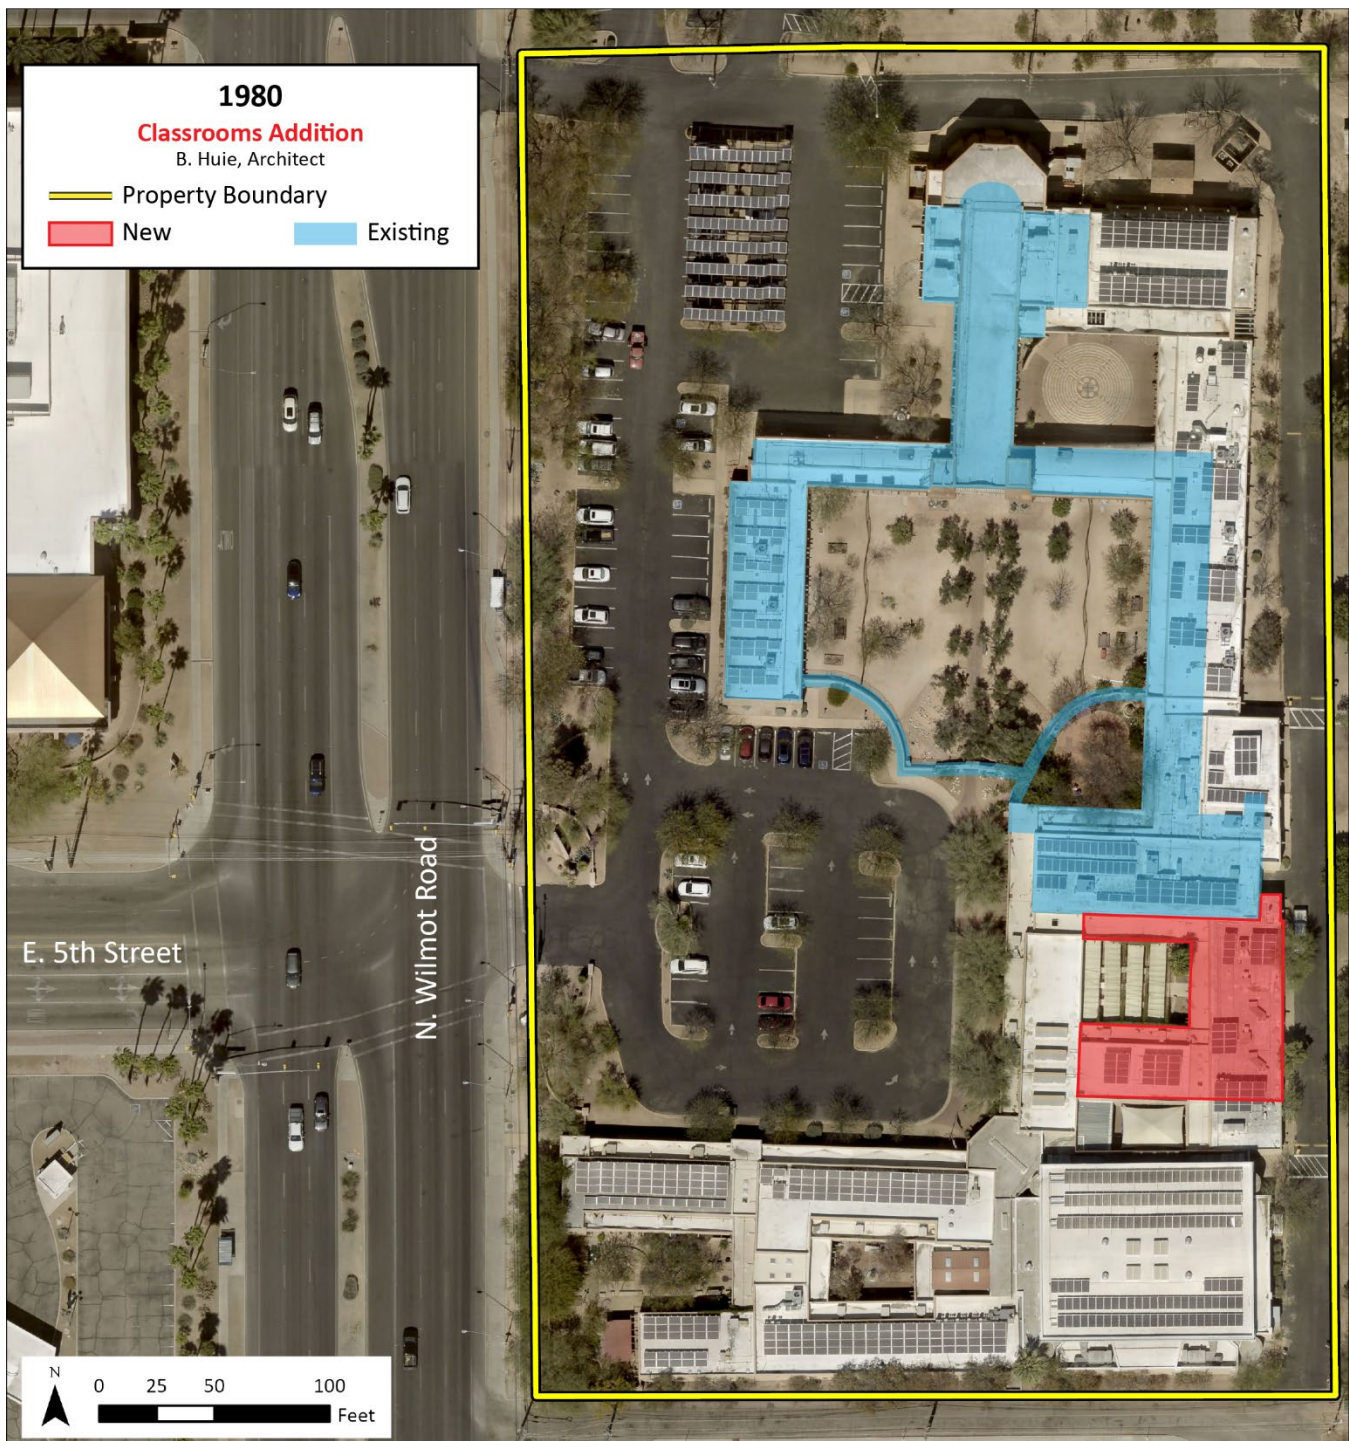 1980
Classrooms Addition
B. Huie, Architect
Property Boundary
New
Existing
E. 5th Street
N. Wilmot Road
N
0 25 50 100
Feet